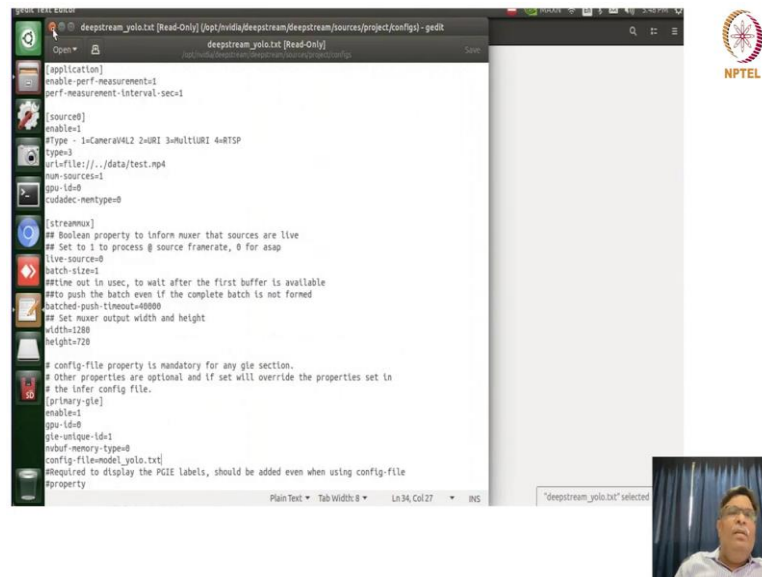 gedit Text Editor
MAXN
3:48 PM
deepstream_yolo.txt [Read-Only] (/opt/nvidia/deepstream/deepstream/sources/project/configs) - gedit
Open
deepstream_yolo.txt [Read-Only]
/opt/nvidia/deepstream/deepstream/sources/project/configs
Save
[application]
enable-perf-measurement=1
perf-measurement-interval-sec=1
[source0]
enable=1
#Type - 1=CameraV4L2 2=URI 3=MultiURI 4=RTSP
type=3
uri=file://../data/test.mp4
num-sources=1
gpu-id=0
cudadec-memtype=0
[streammux]
## Boolean property to inform muxer that sources are live
## Set to 1 to process @ source framerate, 0 for asap
live-source=0
batch-size=1
##time out in usec, to wait after the first buffer is available
##to push the batch even if the complete batch is not formed
batched-push-timeout=40000
## Set muxer output width and height
width=1280
height=720
# config-file property is mandatory for any gie section.
# Other properties are optional and if set will override the properties set in
# the infer config file.
[primary-gie]
enable=1
gpu-id=0
gie-unique-id=1
nvbuf-memory-type=0
config-file=model_yolo.txt
#Required to display the PGIE labels, should be added even when using config-file
#property
Plain Text Tab Width: 8 Ln 34, Col 27 INS
"deepstream_yolo.txt" selected
sb
NPTEL